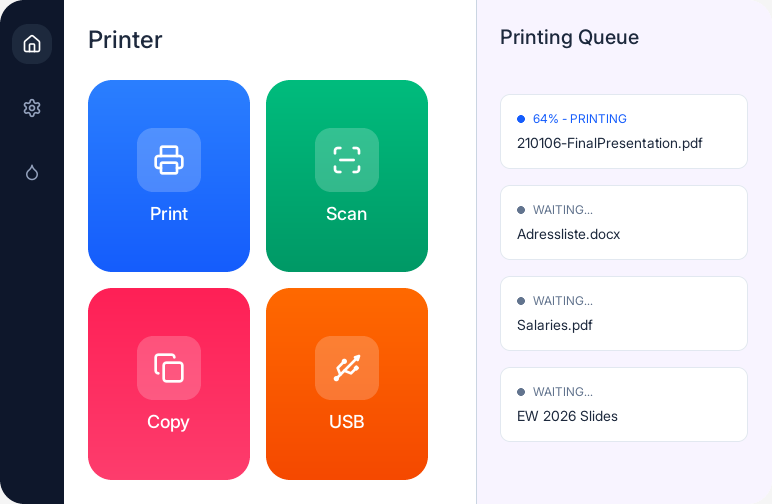 Printer
Print
Scan
Copy
USB
Printing Queue
64% - PRINTING
210106-FinalPresentation.pdf
WAITING...
Adressliste.docx
WAITING...
Salaries.pdf
WAITING...
EW 2026 Slides